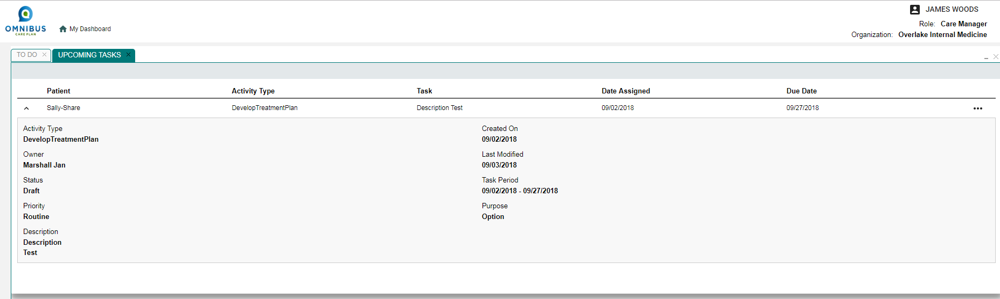 OMNIBUS
CARE PLAN
My Dashboard
JAMES WOODS
Role: Care Manager
Organization: Overlake Internal Medicine
TO DO
UPCOMING TASKS
Patient Activity Type Task Date Assigned Due Date
Sally-Share DevelopTreatmentPlan Description Test 09/02/2018 09/27/2018
Activity Type
DevelopTreatmentPlan
Owner
Marshall Jan
Status
Draft
Priority
Routine
Description
Description
Test
Created On
09/02/2018
Last Modified
09/03/2018
Task Period
09/02/2018 - 09/27/2018
Purpose
Option